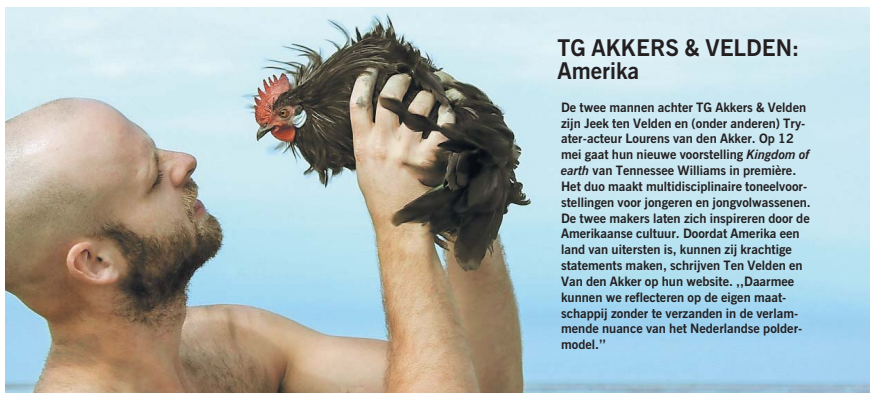 TG AKKERS & VELDEN:
Amerika
De twee mannen achter TG Akkers & Velden
zijn Jeek ten Velden en (onder anderen) Try-
ater-acteur Lourens van den Akker. Op 12
mei gaat hun nieuwe voorstelling Kingdom of
earth van Tennessee Williams in première.
Het duo maakt multidisciplinaire toneelvoor-
stellingen voor jongeren en jongvolwassenen.
De twee makers laten zich inspireren door de
Amerikaanse cultuur. Doordat Amerika een
land van uitersten is, kunnen zij krachtige
statements maken, schrijven Ten Velden en
Van den Akker op hun website. ,,Daarmee
kunnen we reflecteren op de eigen maat-
schappij zonder te verzanden in de verlam-
mende nuance van het Nederlandse polder-
model.’’